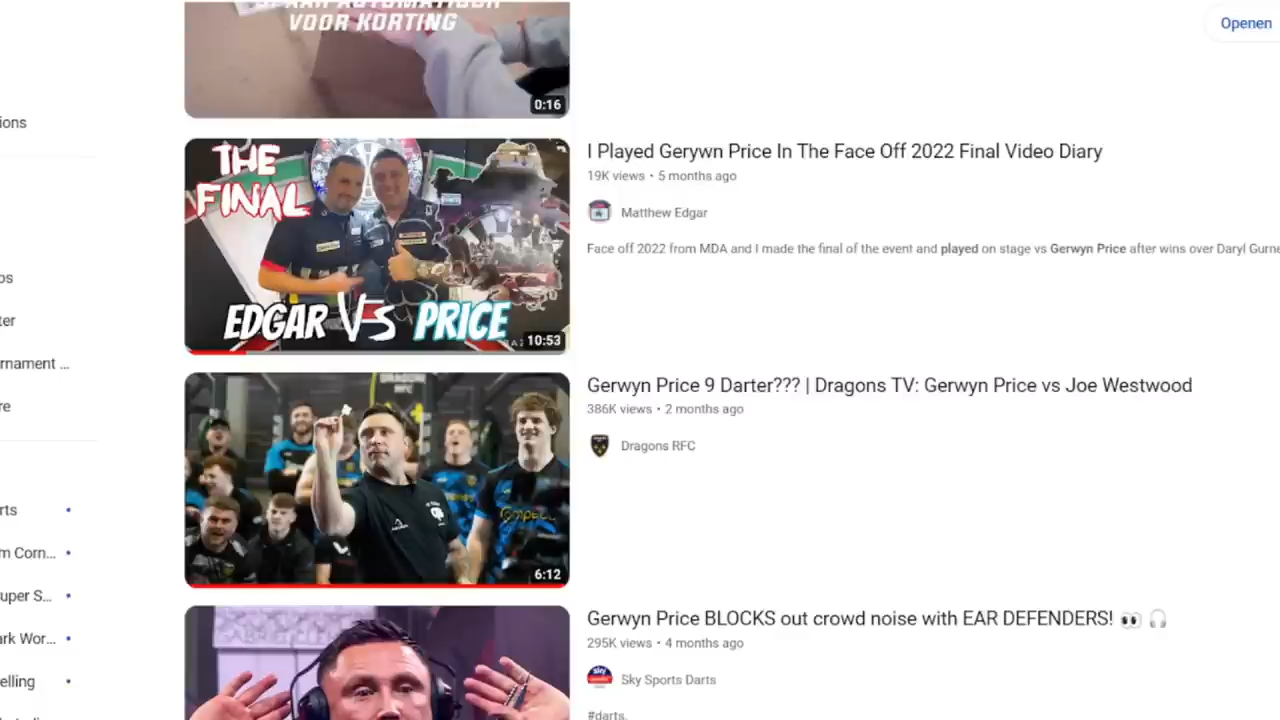 VOOR KORTING
Openen
0:16
ions
THE
FINAL
EDGAR VS PRICE
10:53
I Played Gerywn Price In The Face Off 2022 Final Video Diary
19K views • 5 months ago
Matthew Edgar
Face off 2022 from MDA and I made the final of the event and played on stage vs Gerwyn Price after wins over Daryl Gurne
os
ter
rnament ...
re
6:12
Gerwyn Price 9 Darter??? | Dragons TV: Gerwyn Price vs Joe Westwood
386K views • 2 months ago
Dragons RFC
rts
m Corn...
uper S...
ark Wor...
elling
Gerwyn Price BLOCKS out crowd noise with EAR DEFENDERS! 👀 🎧
295K views • 4 months ago
sky
Sky Sports Darts
#darts.